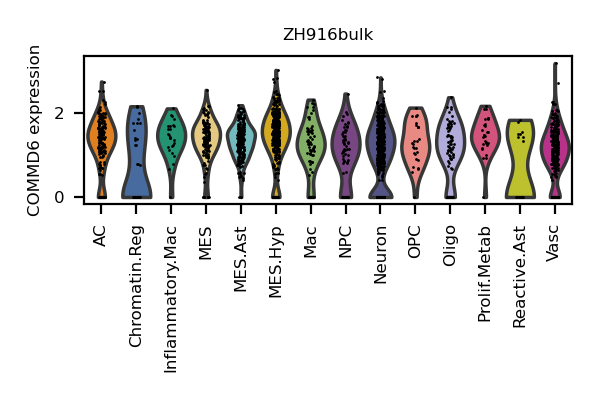 ZH916bulk
COMMD6 expression
2
0
AC
Chromatin.Reg
Inflammatory.Mac
MES
MES.Ast
MES.Hyp
Mac
NPC
Neuron
OPC
Oligo
Prolif.Metab
Reactive.Ast
Vasc